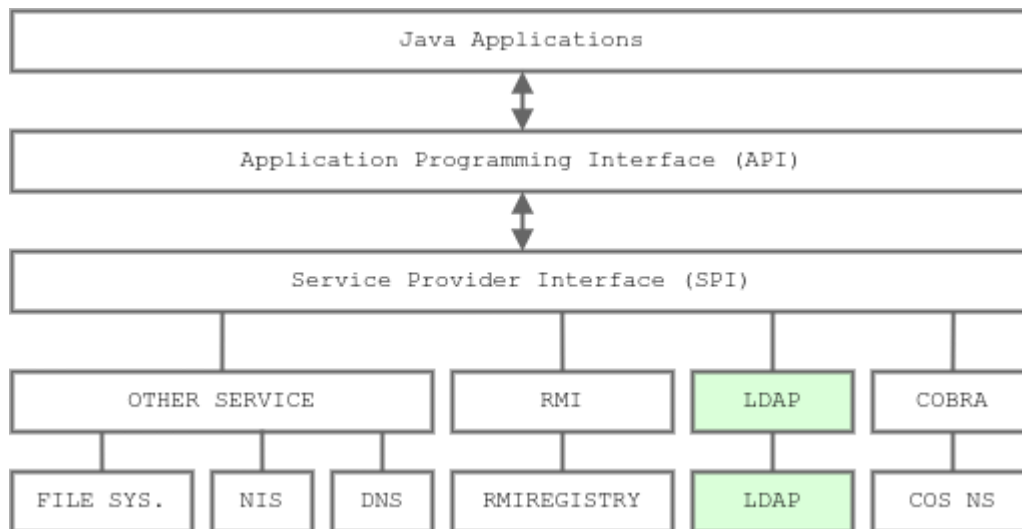 Java Applications
Application Programming Interface (API)
Service Provider Interface (SPI)
OTHER SERVICE RMI LDAP COBRA
FILE SYS. NIS DNS RMIREGISTRY LDAP COS NS